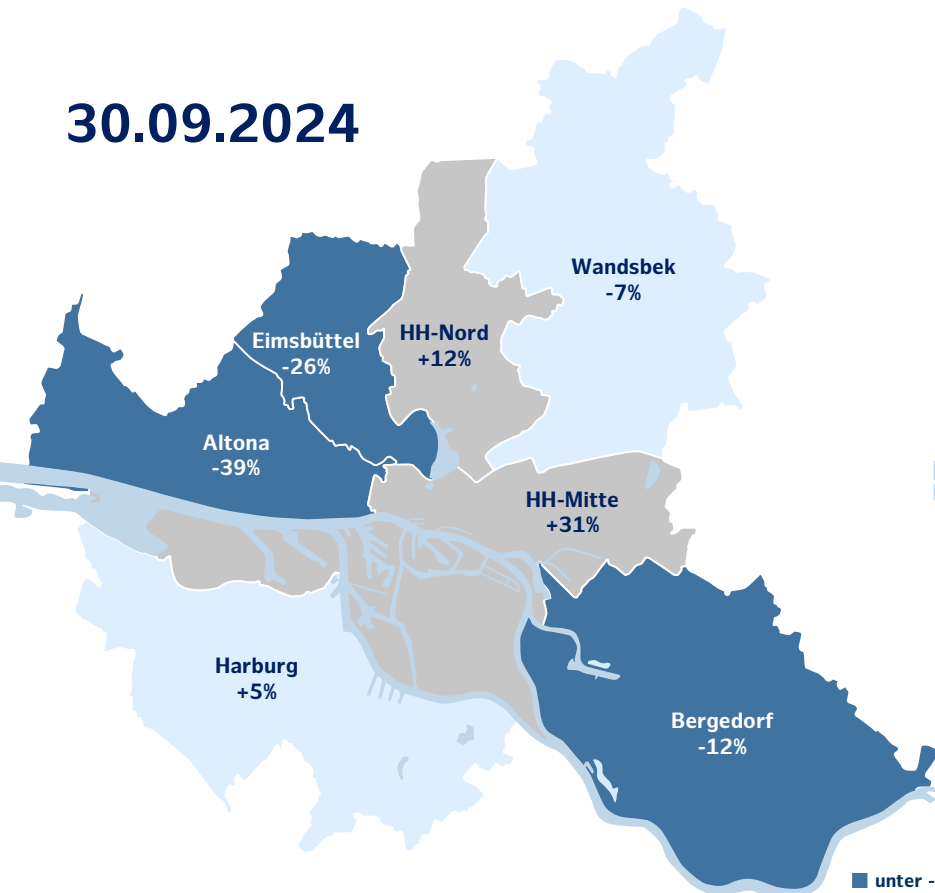 30.09.2024
Wandsbek
-7%
Eimsbüttel
-26%
HH-Nord
+12%
Altona
-39%
HH-Mitte
+31%
Harburg
+5%
Bergedorf
-12%
unter -